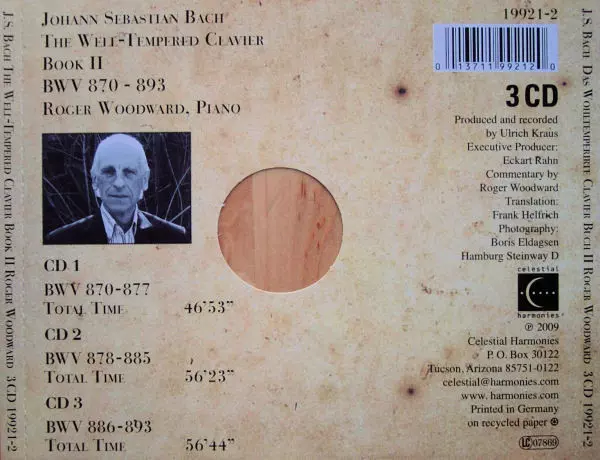 J.S. Bach The Well-Tempered Clavier Book II Roger Woodward 3 CD 19921-2
Johann Sebastian Bach
The Well-Tempered Clavier
Book II
BWV 870 - 893
Roger Woodward, Piano
CD 1
BWV 870-877
Total Time 46'53"
CD 2
BWV 878-885
Total Time 56'23"
CD 3
BWV 886-893
Total Time 56'44"
19921-2
0 13711 99212 0
3 CD
Produced and recorded
by Ulrich Kraus
Executive Producer:
Eckart Rahn
Commentary by
Roger Woodward
Translation:
Frank Helfrich
Photography:
Boris Eldagsen
Hamburg Steinway D
celestial
harmonies®
℗ 2009
Celestial Harmonies
P. O. Box 30122
Tucson, Arizona 85751-0122
celestial@harmonies.com
www.harmonies.com
Printed in Germany
on recycled paper
LC 07869
J.S. Bach Das Wohltemperirte Clavier Buch II Roger Woodward 3 CD 19921-2